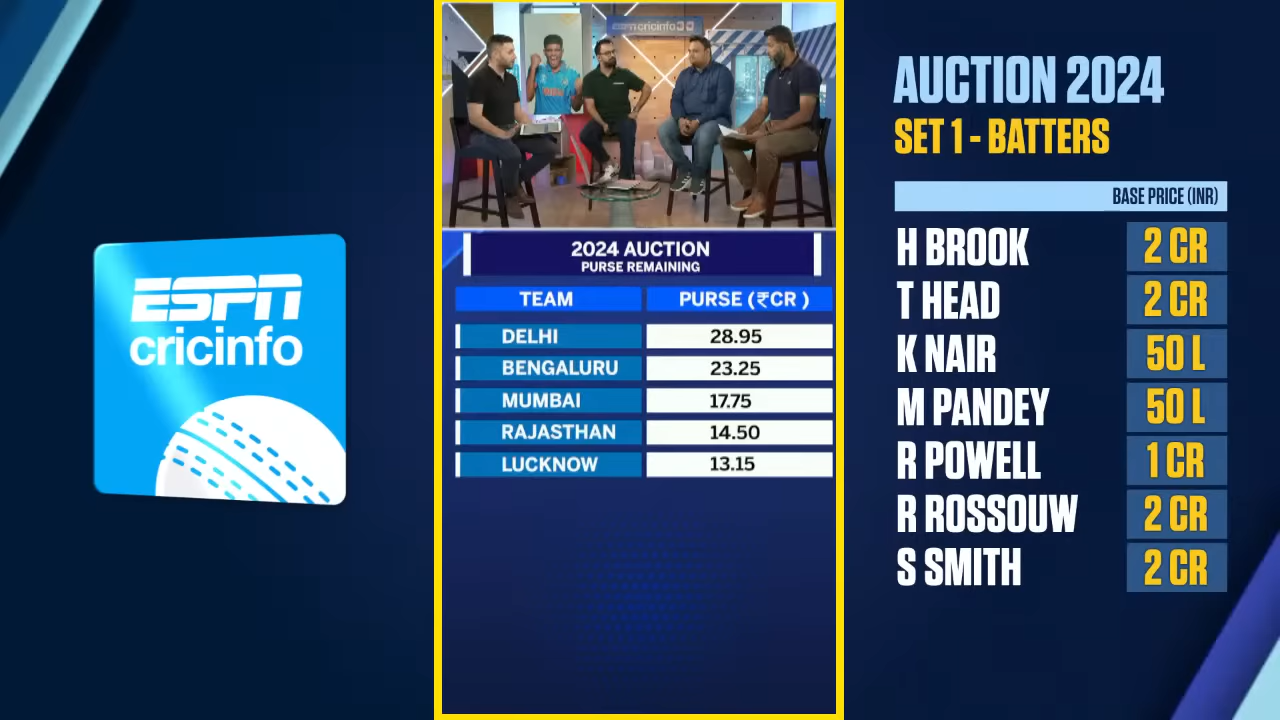 ESPN
cricinfo
ESPN cricinfo
2024 AUCTION
PURSE REMAINING
TEAM PURSE (₹CR )
DELHI 28.95
BENGALURU 23.25
MUMBAI 17.75
RAJASTHAN 14.50
LUCKNOW 13.15
AUCTION 2024
SET 1 - BATTERS
BASE PRICE (INR)
H BROOK 2 CR
T HEAD 2 CR
K NAIR 50 L
M PANDEY 50 L
R POWELL 1 CR
R ROSSOUW 2 CR
S SMITH 2 CR